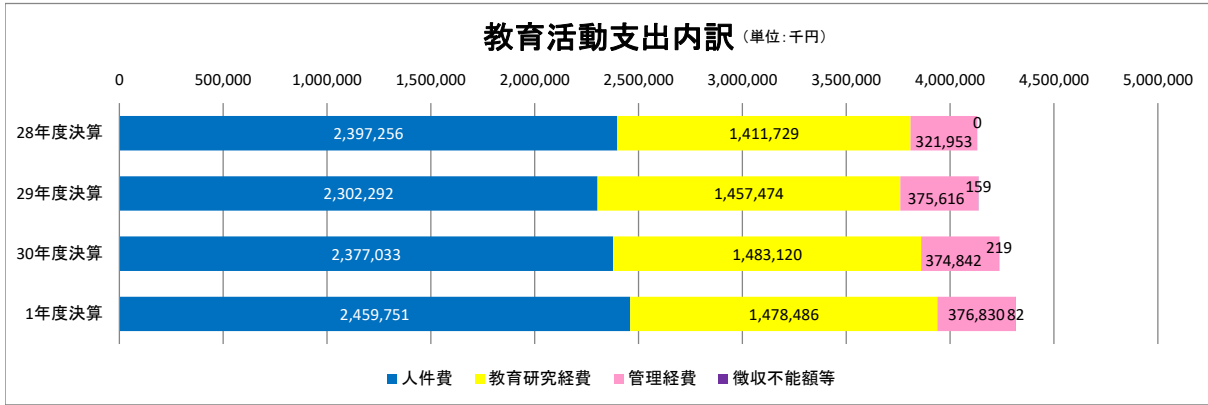 教育活動支出内訳（単位：千円）
0 500,000 1,000,000 1,500,000 2,000,000 2,500,000 3,000,000 3,500,000 4,000,000 4,500,000 5,000,000
28年度決算 2,397,256 1,411,729 321,953 0
29年度決算 2,302,292 1,457,474 375,616 159
30年度決算 2,377,033 1,483,120 374,842 219
1年度決算 2,459,751 1,478,486 376,830 82
人件費 教育研究経費 管理経費 徴収不能額等